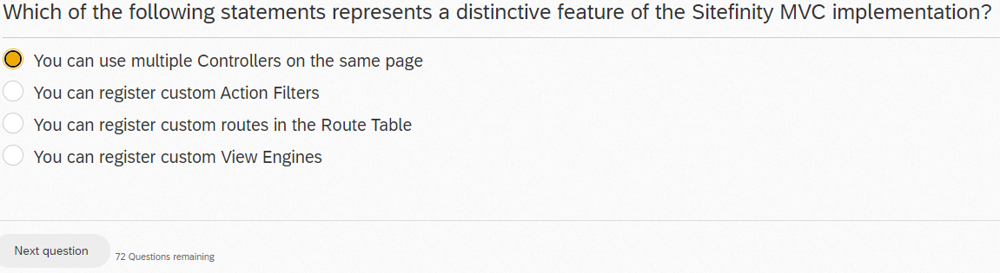 Which of the following statements represents a distinctive feature of the Sitefinity MVC implementation?
You can use multiple Controllers on the same page
You can register custom Action Filters
You can register custom routes in the Route Table
You can register custom View Engines
Next question
72 Questions remaining